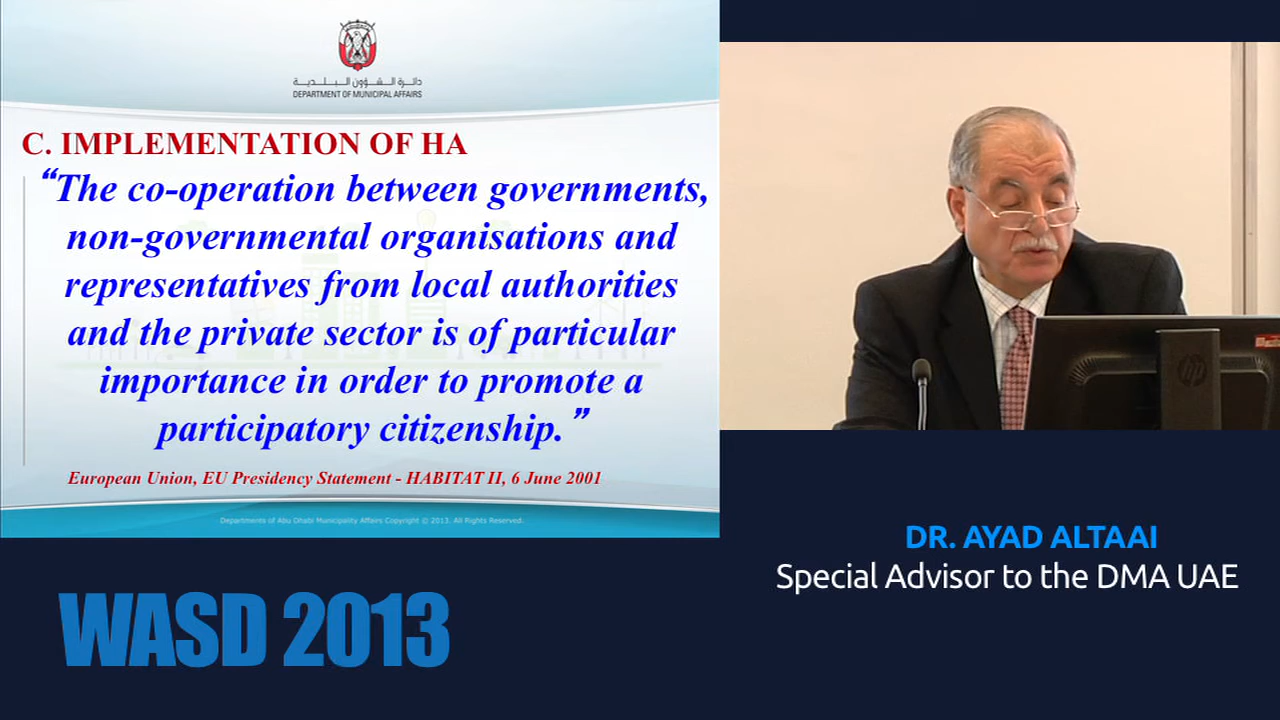 دائرة الشؤون البلدية
DEPARTMENT OF MUNICIPAL AFFAIRS
C. IMPLEMENTATION OF HA
“The co-operation between governments,
non-governmental organisations and
representatives from local authorities
and the private sector is of particular
importance in order to promote a
participatory citizenship.”
European Union, EU Presidency Statement - HABITAT II, 6 June 2001
Departments of Abu Dhabi Municipality Affairs Copyright © 2013. All Rights Reserved.
hp
DR. AYAD ALTAAI
Special Advisor to the DMA UAE
WASD 2013